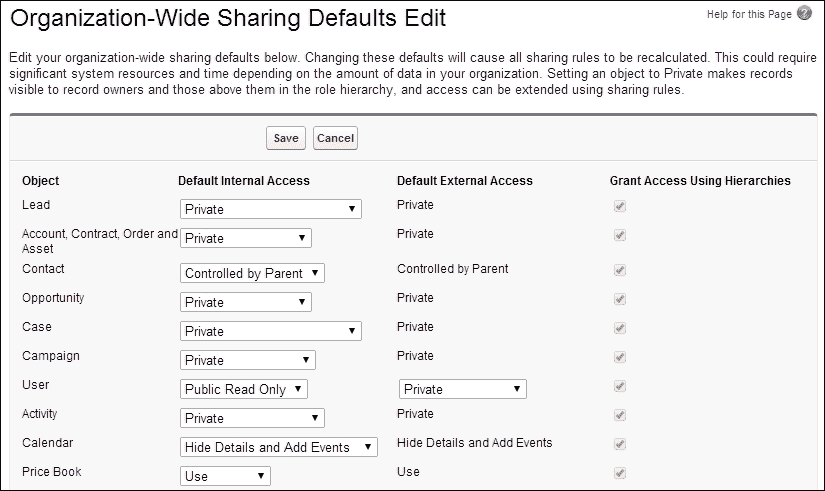 Organization-Wide Sharing Defaults Edit
Help for this Page ?
Edit your organization-wide sharing defaults below. Changing these defaults will cause all sharing rules to be recalculated. This could require
significant system resources and time depending on the amount of data in your organization. Setting an object to Private makes records
visible to record owners and those above them in the role hierarchy, and access can be extended using sharing rules.
Save Cancel
Object Default Internal Access Default External Access Grant Access Using Hierarchies
Lead Private Private
Account, Contract, Order and Private Private
Asset
Contact Controlled by Parent Controlled by Parent
Opportunity Private Private
Case Private Private
Campaign Private Private
User Public Read Only Private
Activity Private Private
Calendar Hide Details and Add Events Hide Details and Add Events
Price Book Use Use